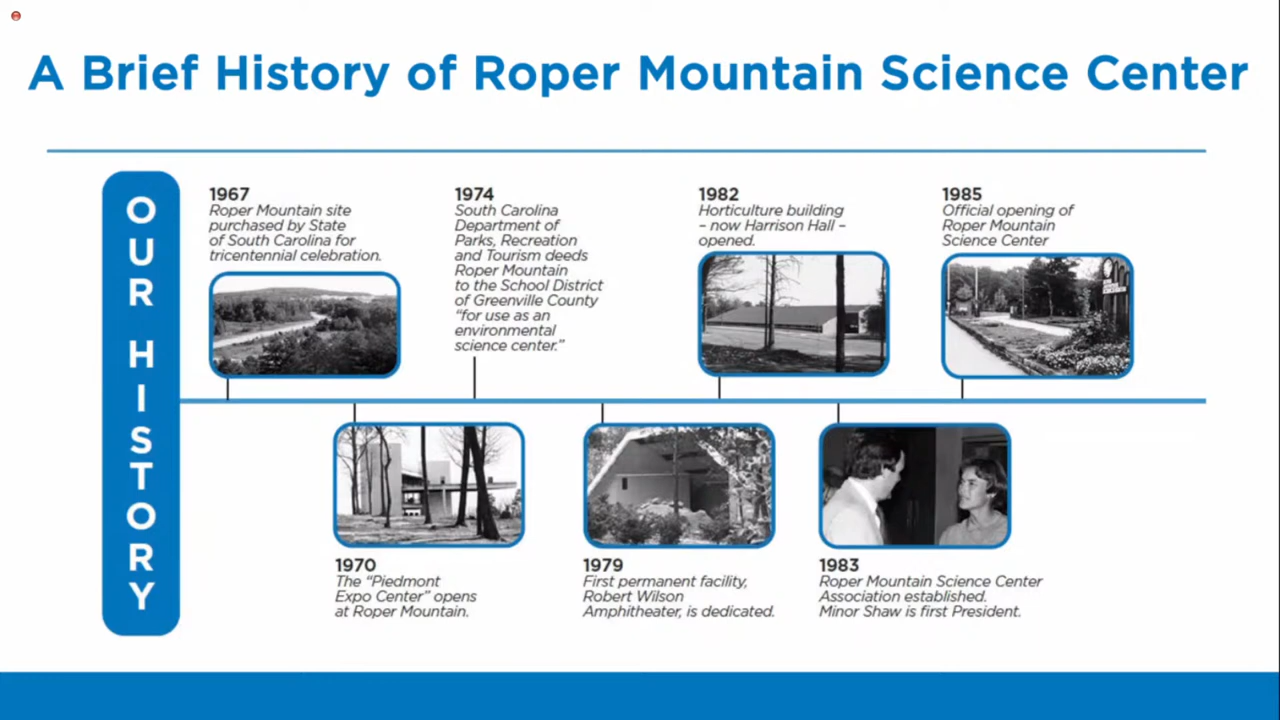 A Brief History of Roper Mountain Science Center
OUR HISTORY
1967
Roper Mountain site
purchased by State
of South Carolina for
tricentennial celebration.
1974
South Carolina
Department of
Parks, Recreation
and Tourism deeds
Roper Mountain
to the School District
of Greenville County
“for use as an
environmental
science center.”
1982
Horticulture building
– now Harrison Hall –
opened.
1985
Official opening of
Roper Mountain
Science Center
1970
The “Piedmont
Expo Center” opens
at Roper Mountain.
1979
First permanent facility,
Robert Wilson
Amphitheater, is dedicated.
1983
Roper Mountain Science Center
Association established.
Minor Shaw is first President.